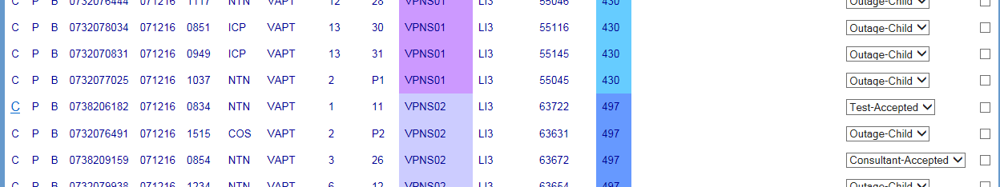 C P B 0732076444 071216 1117 NTN VAPT 12 28 VPNS01 LI3 55046 430 Outage-Child
C P B 0732078034 071216 0851 ICP VAPT 13 30 VPNS01 LI3 55116 430 Outage-Child
C P B 0732070831 071216 0949 ICP VAPT 13 31 VPNS01 LI3 55145 430 Outage-Child
C P B 0732077025 071216 1037 NTN VAPT 2 P1 VPNS01 LI3 55045 430 Outage-Child
C P B 0738206182 071216 0834 NTN VAPT 1 11 VPNS02 LI3 63722 497 Test-Accepted
C P B 0732076491 071216 1515 COS VAPT 2 P2 VPNS02 LI3 63631 497 Outage-Child
C P B 0738209159 071216 0854 NTN VAPT 3 26 VPNS02 LI3 63672 497 Consultant-Accepted
C P B 0732079938 071216 1234 NTN VAPT 6 12 VPNS02 LI3 63654 497 Outage-Child